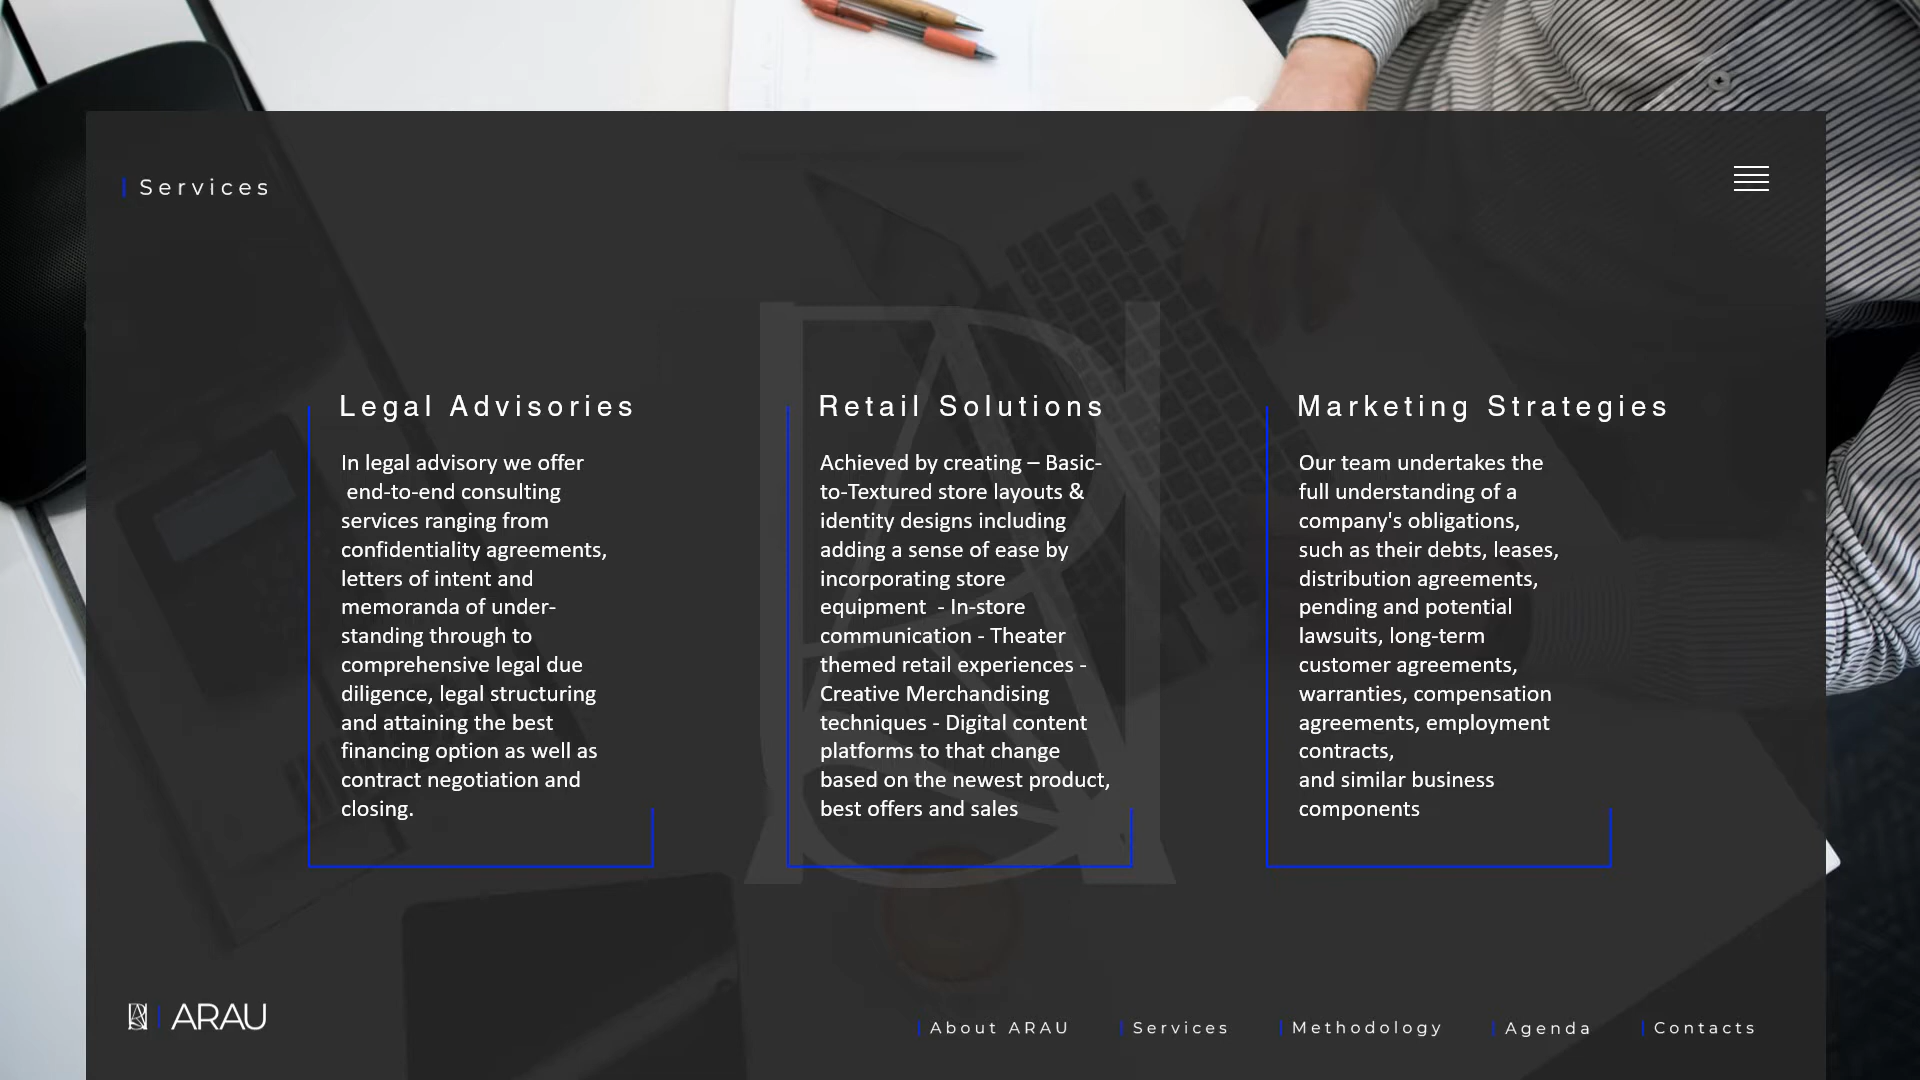 Services
Legal Advisories
In legal advisory we offer
end-to-end consulting
services ranging from
confidentiality agreements,
letters of intent and
memoranda of under-
standing through to
comprehensive legal due
diligence, legal structuring
and attaining the best
financing option as well as
contract negotiation and
closing.
Retail Solutions
Achieved by creating – Basic-
to-Textured store layouts &
identity designs including
adding a sense of ease by
incorporating store
equipment  - In-store
communication - Theater
themed retail experiences -
Creative Merchandising
techniques - Digital content
platforms to that change
based on the newest product,
best offers and sales
Marketing Strategies
Our team undertakes the
full understanding of a
company's obligations,
such as their debts, leases,
distribution agreements,
pending and potential
lawsuits, long-term
customer agreements,
warranties, compensation
agreements, employment
contracts,
and similar business
components
ARAU
About ARAU
Services
Methodology
Agenda
Contacts